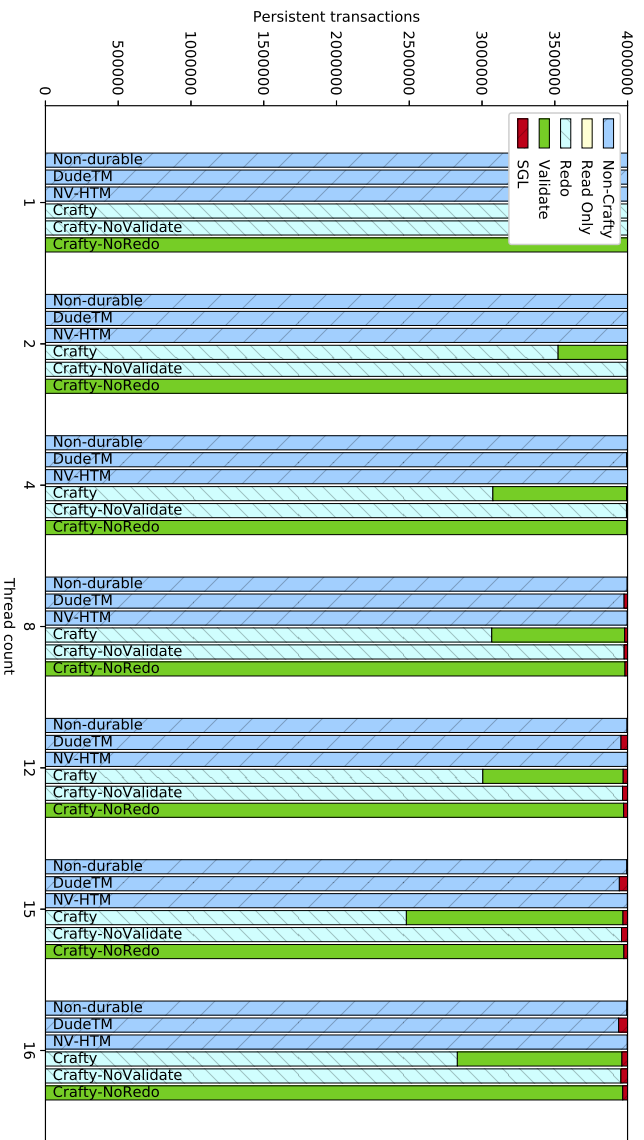 Persistent transactions
0
500000
1000000
1500000
2000000
2500000
3000000
3500000
4000000
Non-Crafty
Read Only
Redo
Validate
SGL
Non-durable
DudeTM
NV-HTM
Crafty
Crafty-NoValidate
Crafty-NoRedo
1
Non-durable
DudeTM
NV-HTM
Crafty
Crafty-NoValidate
Crafty-NoRedo
2
Non-durable
DudeTM
NV-HTM
Crafty
Crafty-NoValidate
Crafty-NoRedo
4
Non-durable
DudeTM
NV-HTM
Crafty
Crafty-NoValidate
Crafty-NoRedo
8
Non-durable
DudeTM
NV-HTM
Crafty
Crafty-NoValidate
Crafty-NoRedo
12
Non-durable
DudeTM
NV-HTM
Crafty
Crafty-NoValidate
Crafty-NoRedo
15
Non-durable
DudeTM
NV-HTM
Crafty
Crafty-NoValidate
Crafty-NoRedo
16
Thread count